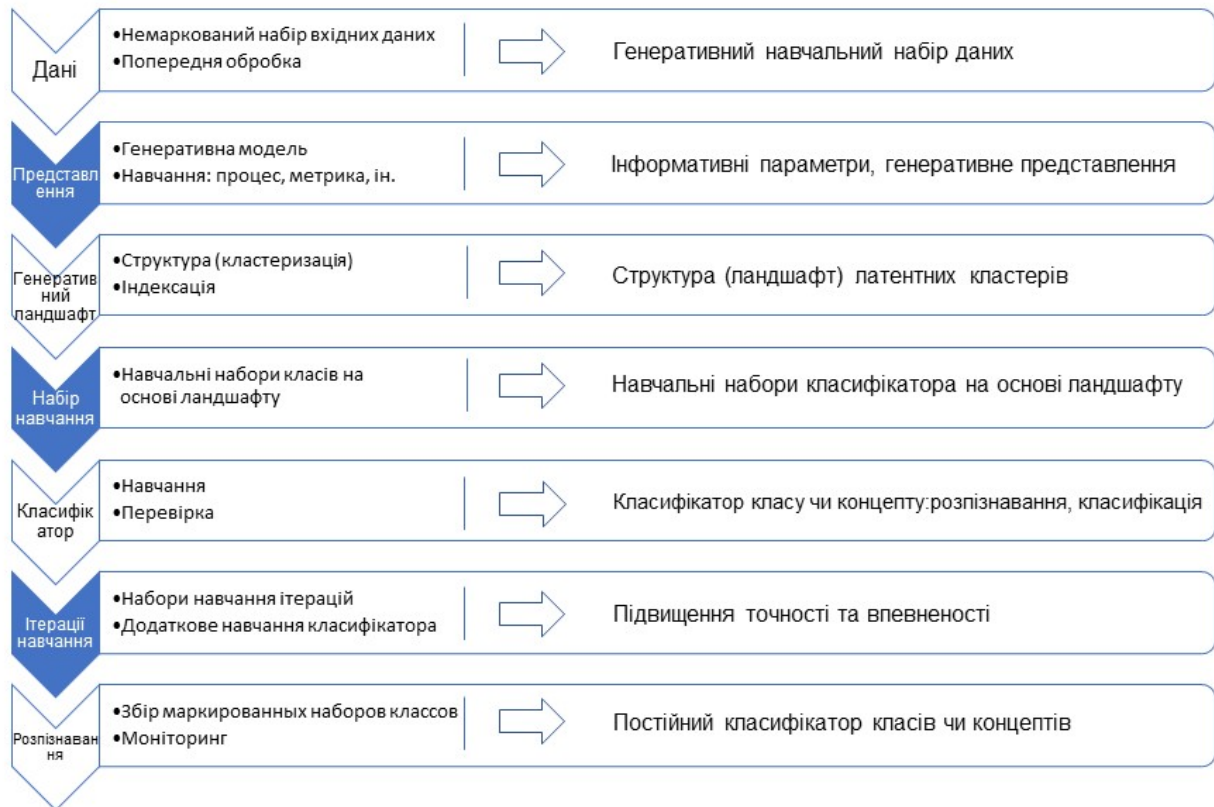 Дані
•Немаркований набір вхідних даних
•Попередня обробка
Генеративний навчальний набір даних
Представл
ення
•Генеративна модель
•Навчання: процес, метрика, ін.
Інформативні параметри, генеративне представлення
Генератив
ний
ландшафт
•Структура (кластеризація)
•Індексація
Структура (ландшафт) латентних кластерів
Набір
навчання
•Навчальні набори класів на
основі ландшафту
Навчальні набори класифікатора на основі ландшафту
Класифік
атор
•Навчання
•Перевірка
Класифікатор класу чи концепту:розпізнавання, класифікація
Ітерації
навчання
•Набори навчання ітерацій
•Додаткове навчання класифікатора
Підвищення точності та впевненості
Розпізнаван
ня
•Збір маркированных наборов классов
•Моніторинг
Постійний класифікатор класів чи концептів